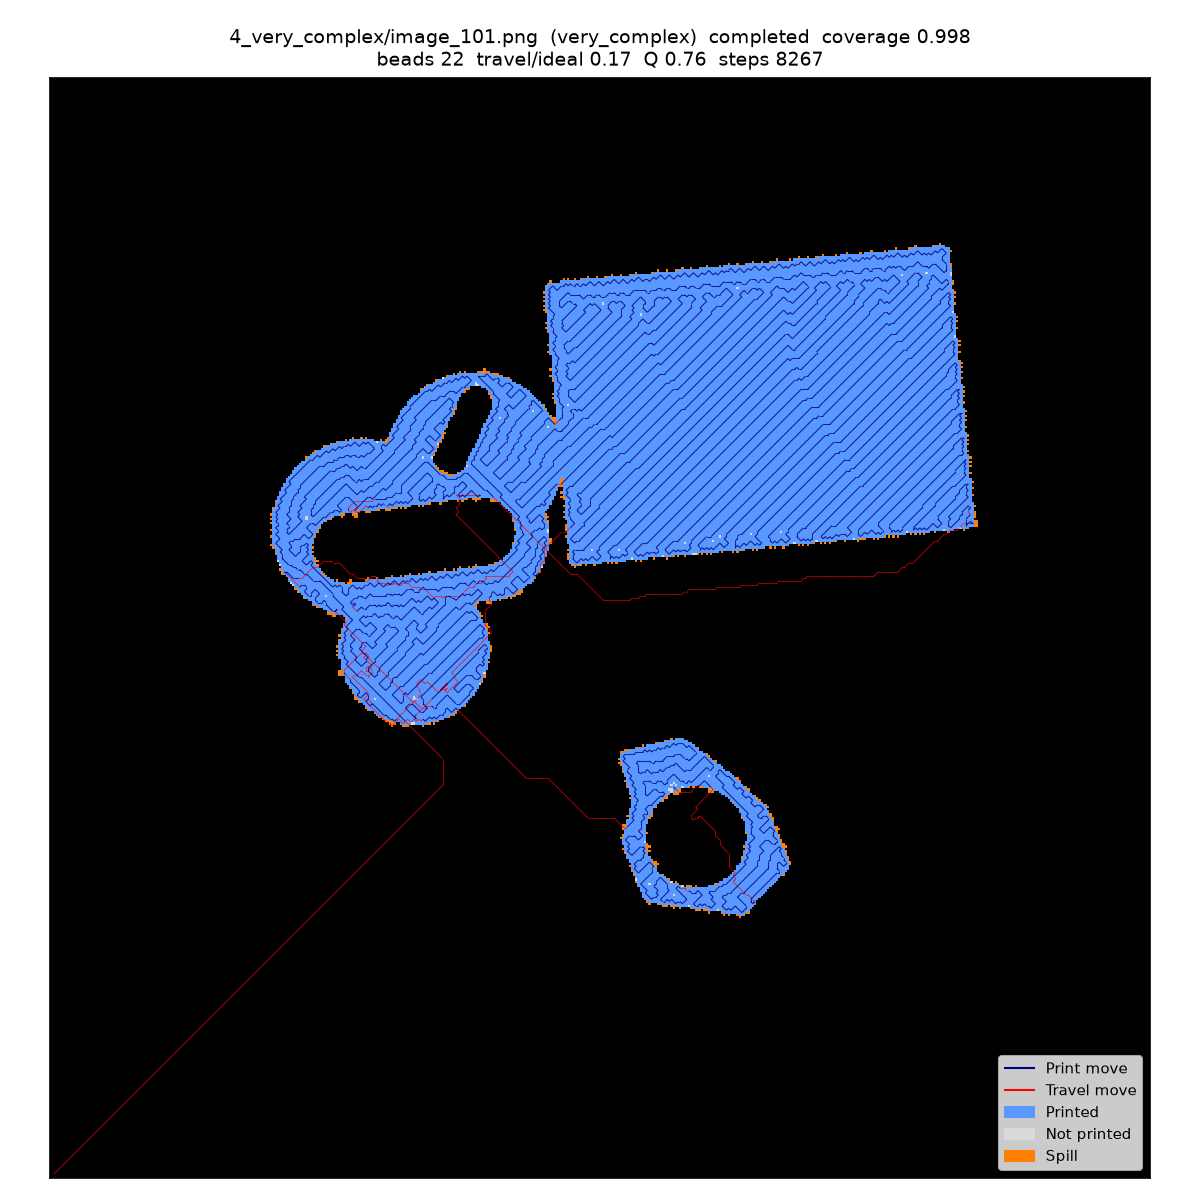 4_very_complex/image_101.png  (very_complex)  completed  coverage 0.998
beads 22  travel/ideal 0.17  Q 0.76  steps 8267
Print move
Travel move
Printed
Not printed
Spill